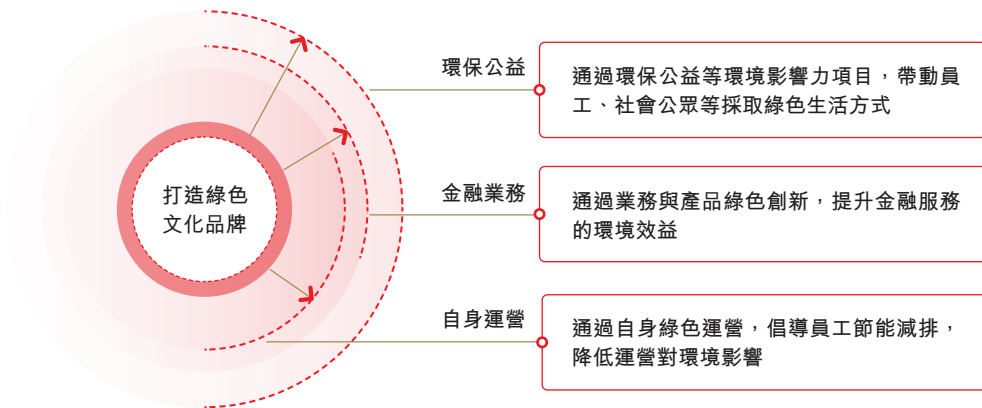 打造綠色
文化品牌
環保公益
通過環保公益等環境影響力項目，帶動員
工、社會公眾等採取綠色生活方式
金融業務
通過業務與產品綠色創新，提升金融服務
的環境效益
自身運營
通過自身綠色運營，倡導員工節能減排，
降低運營對環境影響